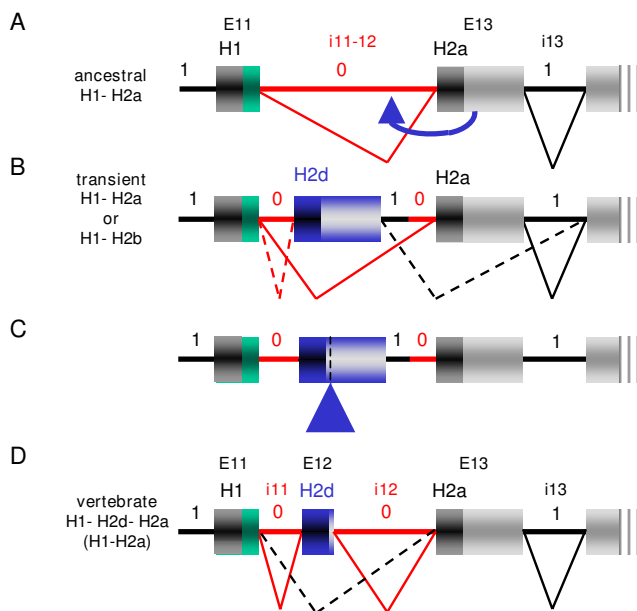 A
E11
E13
H1
i11-12
H2a
i13
ancestral
H1- H2a
1
0
1
B
transient
H1- H2a
or
H1- H2b
H2d
H2a
1
0
1
0
1
C
1
0
1
0
1
D
E11
E12
E13
H1
i11
H2d
i12
H2a
i13
vertebrate
H1- H2d- H2a
(H1-H2a)
1
0
0
1